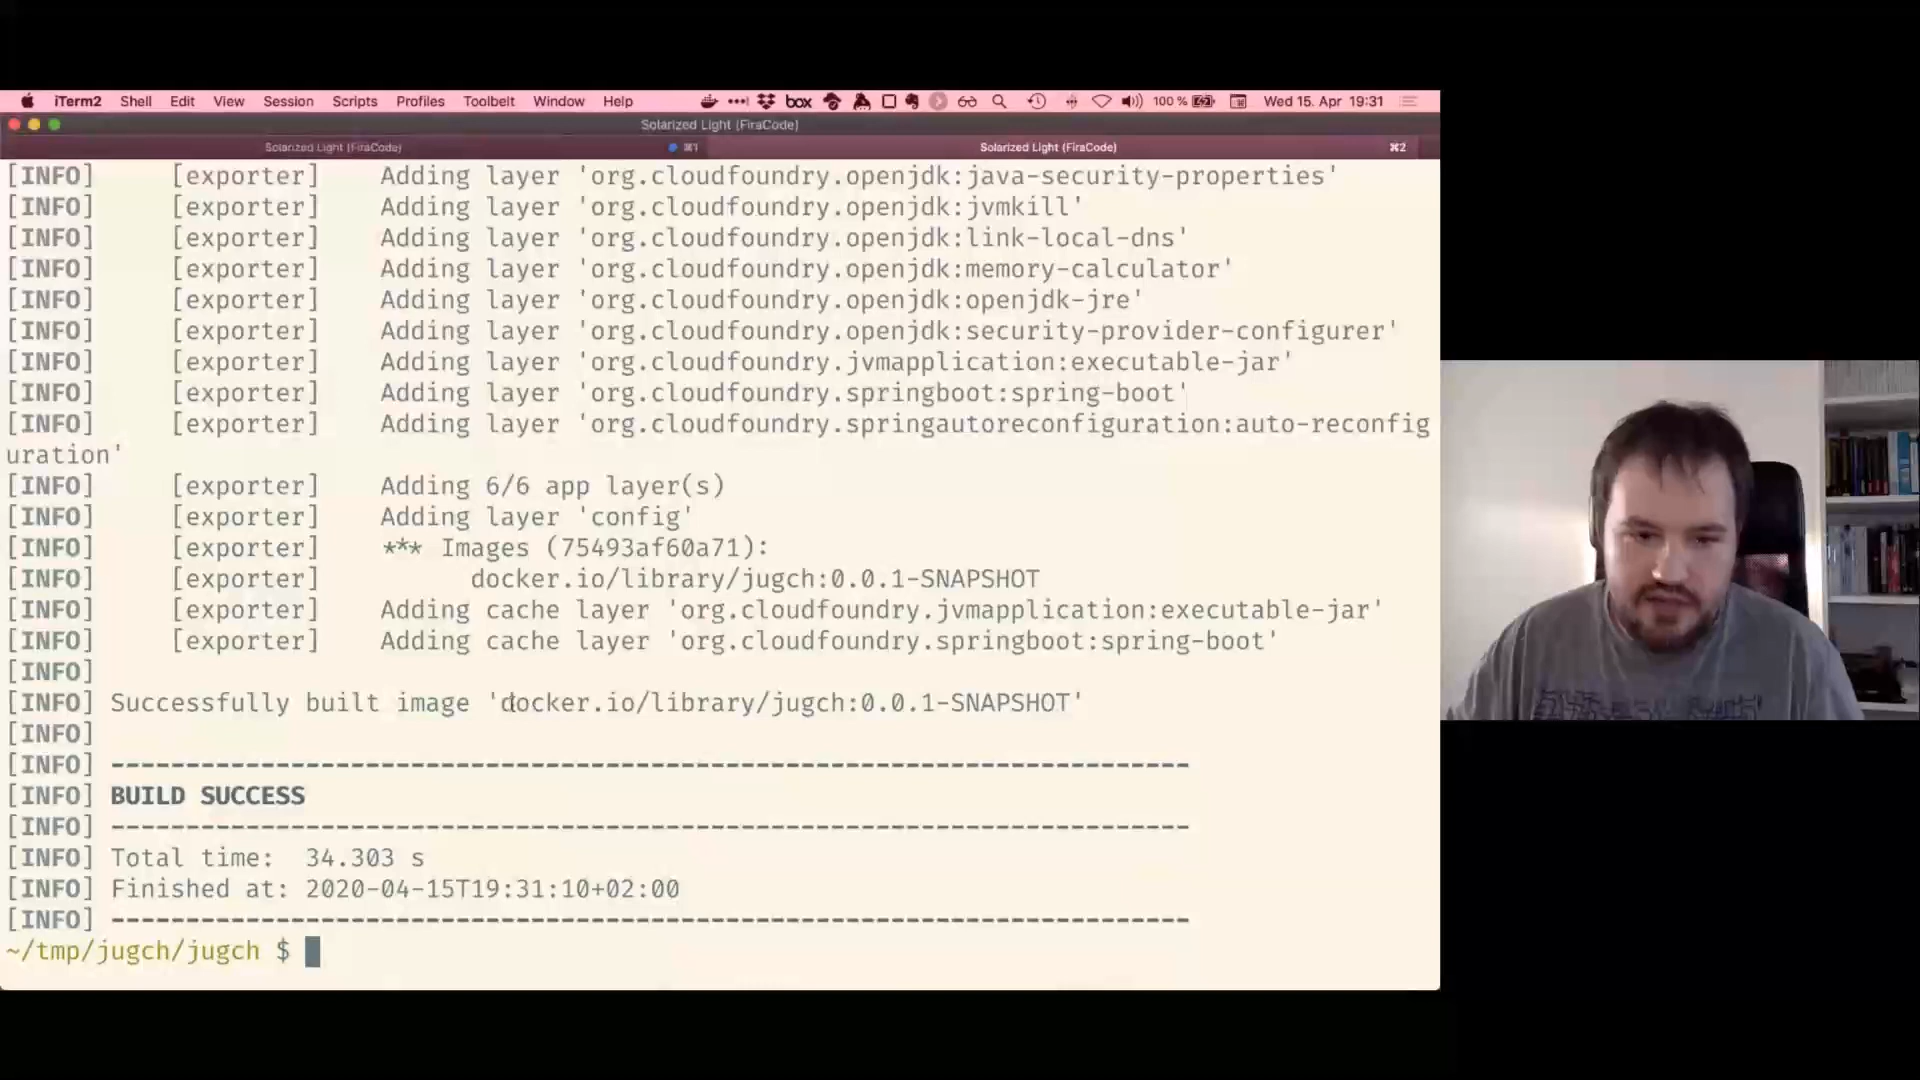 iTerm2 Shell Edit View Session Scripts Profiles Toolbelt Window Help box 100 % Wed 15. Apr 19:31
Solarized Light (FiraCode)
Solarized Light (FiraCode) ⌘1 Solarized Light (FiraCode) ⌘2
[INFO] [exporter] Adding layer 'org.cloudfoundry.openjdk:java-security-properties'
[INFO] [exporter] Adding layer 'org.cloudfoundry.openjdk:jvmkill'
[INFO] [exporter] Adding layer 'org.cloudfoundry.openjdk:link-local-dns'
[INFO] [exporter] Adding layer 'org.cloudfoundry.openjdk:memory-calculator'
[INFO] [exporter] Adding layer 'org.cloudfoundry.openjdk:openjdk-jre'
[INFO] [exporter] Adding layer 'org.cloudfoundry.openjdk:security-provider-configurer'
[INFO] [exporter] Adding layer 'org.cloudfoundry.jvmapplication:executable-jar'
[INFO] [exporter] Adding layer 'org.cloudfoundry.springboot:spring-boot'
[INFO] [exporter] Adding layer 'org.cloudfoundry.springautoreconfiguration:auto-reconfig
uration'
[INFO] [exporter] Adding 6/6 app layer(s)
[INFO] [exporter] Adding layer 'config'
[INFO] [exporter] *** Images (75493af60a71):
[INFO] [exporter] docker.io/library/jugch:0.0.1-SNAPSHOT
[INFO] [exporter] Adding cache layer 'org.cloudfoundry.jvmapplication:executable-jar'
[INFO] [exporter] Adding cache layer 'org.cloudfoundry.springboot:spring-boot'
[INFO]
[INFO] Successfully built image 'docker.io/library/jugch:0.0.1-SNAPSHOT'
[INFO]
[INFO] ------------------------------------------------------------------------
[INFO] BUILD SUCCESS
[INFO] ------------------------------------------------------------------------
[INFO] Total time: 34.303 s
[INFO] Finished at: 2020-04-15T19:31:10+02:00
[INFO] ------------------------------------------------------------------------
~/tmp/jugch/jugch $